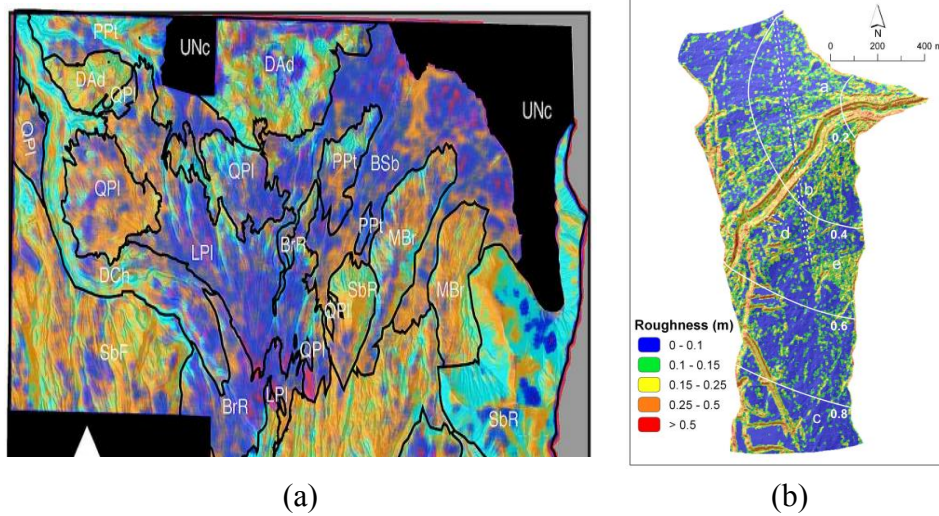 PPt
UNc
DAd
DAd
QPl
UNc
QPl
QPl
QPl
PPt
BSb
PPt
BrR
MBr
LPl
DCh
SbR
MBr
QPl
SbF
QPl
LPl
BrR
SbR
(a)
N
0 200 400 m
a
0.2
b
d
0.4
e
0.6
0.8
c
Roughness (m)
0 - 0.1
0.1 - 0.15
0.15 - 0.25
0.25 - 0.5
> 0.5
(b)